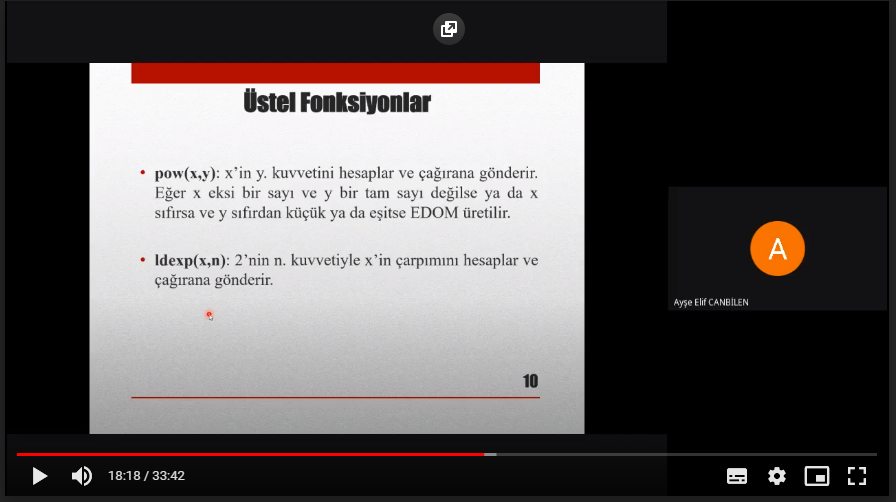 Üstel Fonksiyonlar
• pow(x,y): x’in y. kuvvetini hesaplar ve çağırana gönderir.
Eğer x eksi bir sayı ve y bir tam sayı değilse ya da x
sıfırsa ve y sıfırdan küçük ya da eşitse EDOM üretilir.
• ldexp(x,n): 2’nin n. kuvvetiyle x’in çarpımını hesaplar ve
çağırana gönderir.
10
A
Ayşe Elif CANBİLEN
18:18 / 33:42